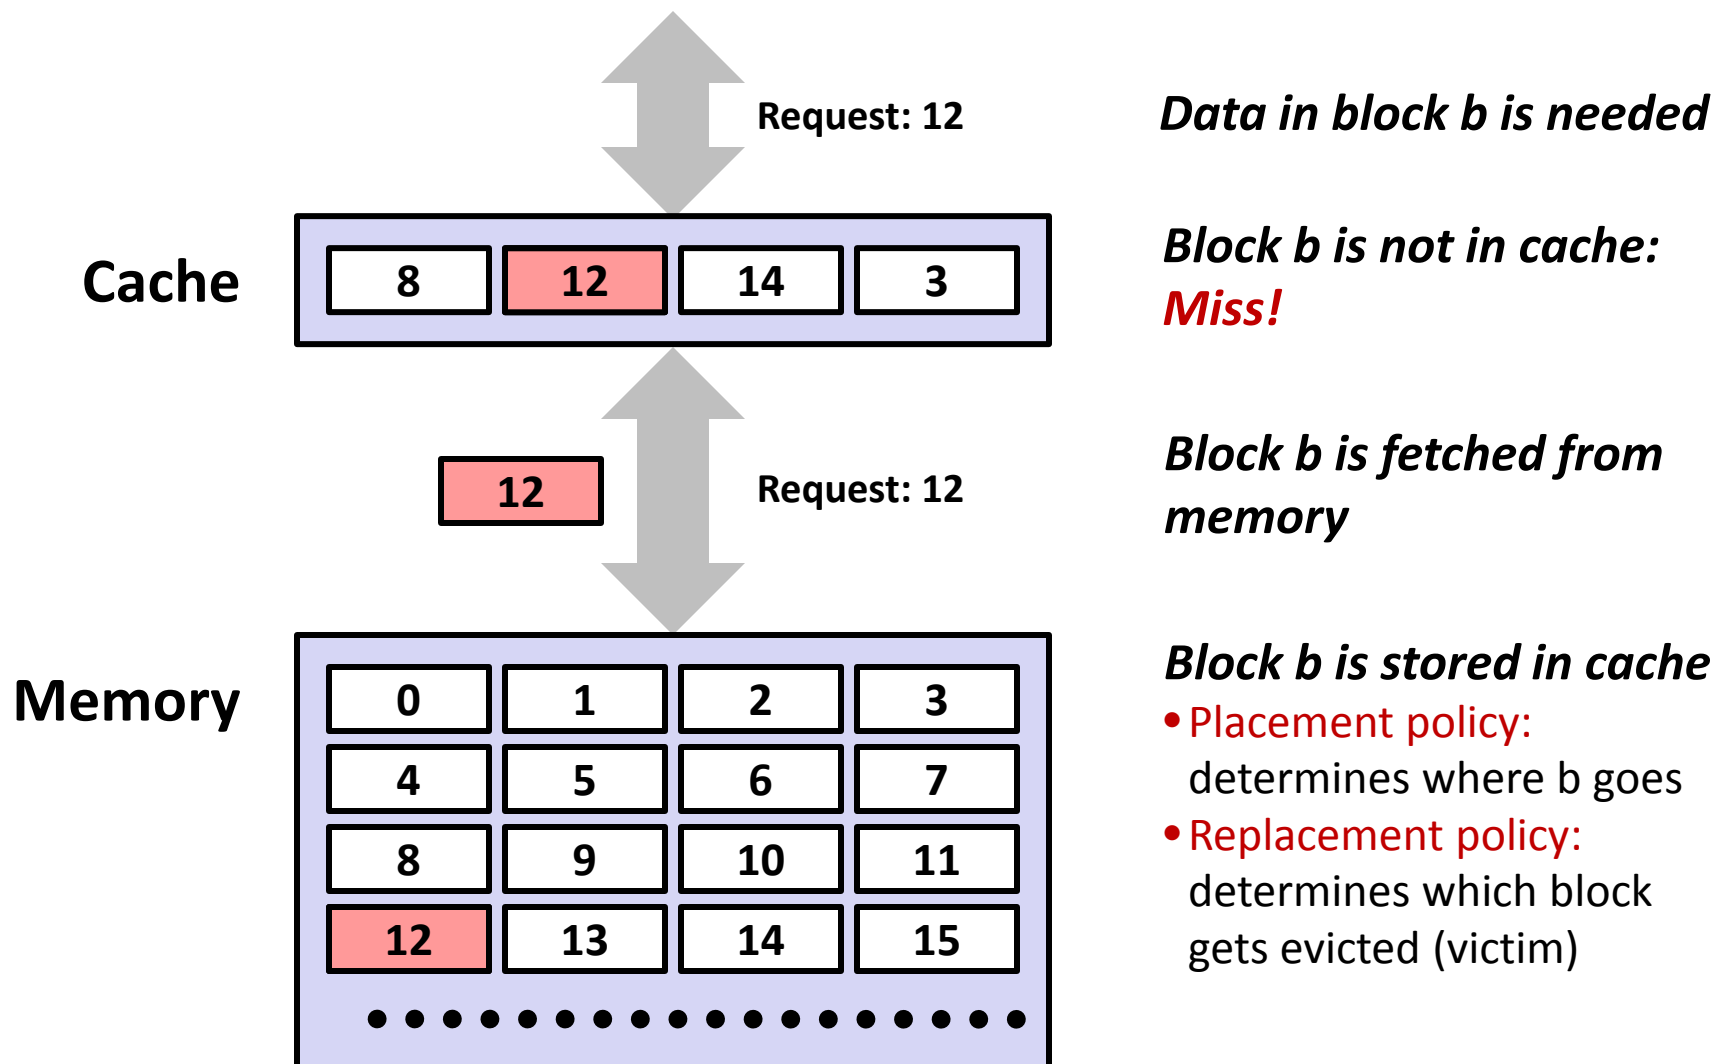 Request: 12
Data in block b is needed
Cache
8 12 14 3
Block b is not in cache:
Miss!
12
Request: 12
Block b is fetched from
memory
Memory
0 1 2 3
4 5 6 7
8 9 10 11
12 13 14 15
Block b is stored in cache
• Placement policy:
determines where b goes
• Replacement policy:
determines which block
gets evicted (victim)